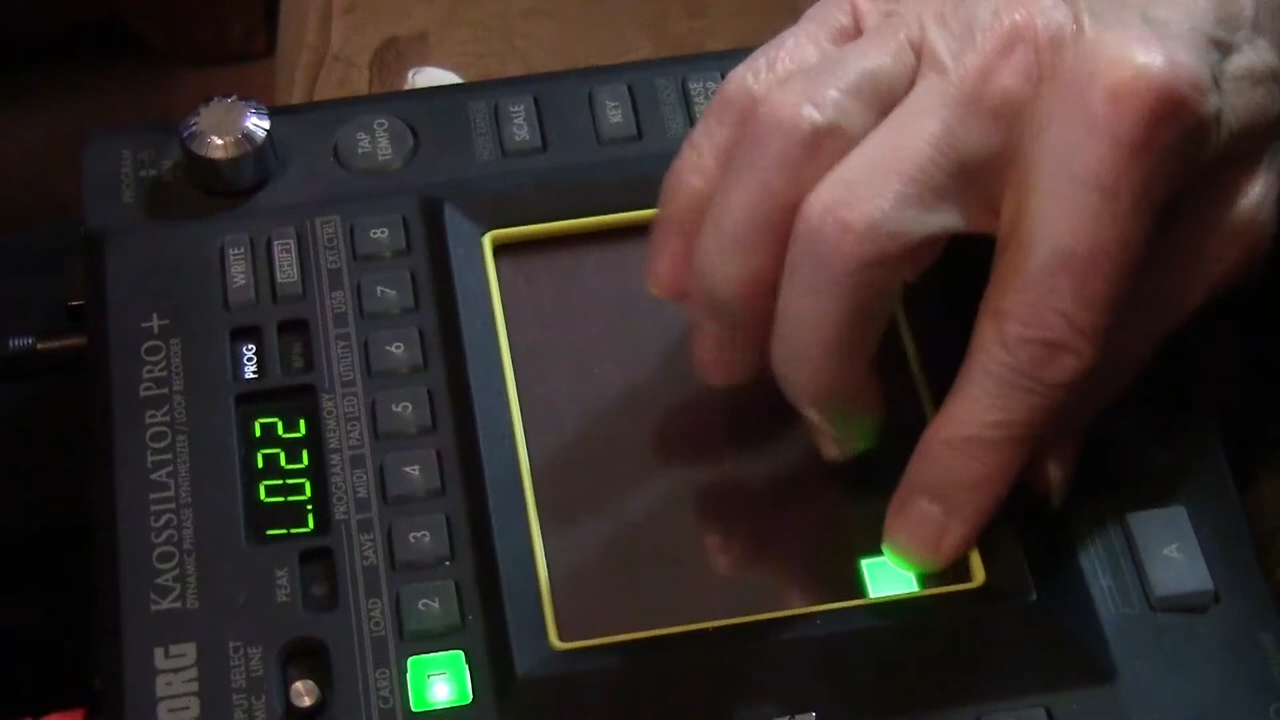 KORG
KAOSSILATOR PRO+
DYNAMIC PHRASE SYNTHESIZER / LOOP RECORDER
INPUT SELECT
MIC LINE
PEAK
L.022
PROG
WRITE
SHIFT
PROGRAM
TAP
TEMPO
SCALE
KEY
PROGRAM MEMORY
CARD LOAD SAVE MIDI PAD LED UTILITY USB EXT.CTRL
1 2 3 4 5 6 7 8
A